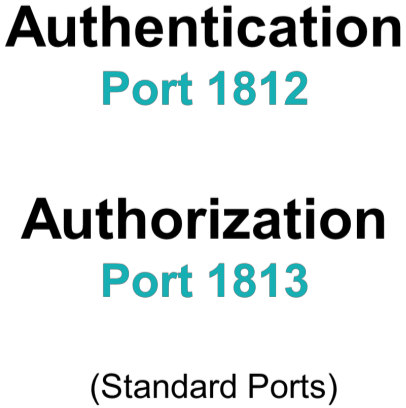 Authentication
Port 1812
Authorization
Port 1813
(Standard Ports)